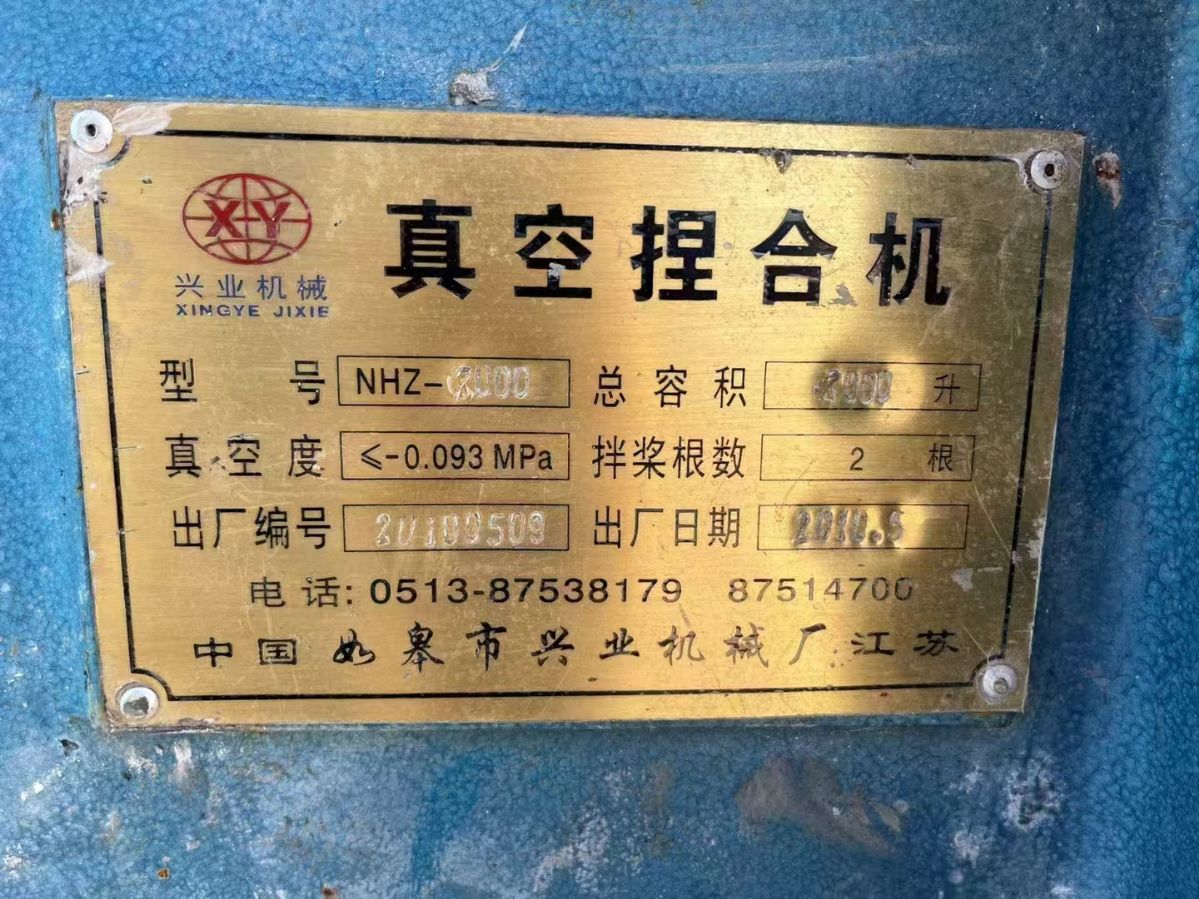 XY
兴业机械
XINGYE JIXIE
真空捏合机
型号 NHZ-2000 总容积 2000 升
真空度 ≤-0.093 MPa 拌桨根数 2 根
出厂编号 20100509 出厂日期 2010.5
电话: 0513-87538179 87514700
中国如皋市兴业机械厂江苏